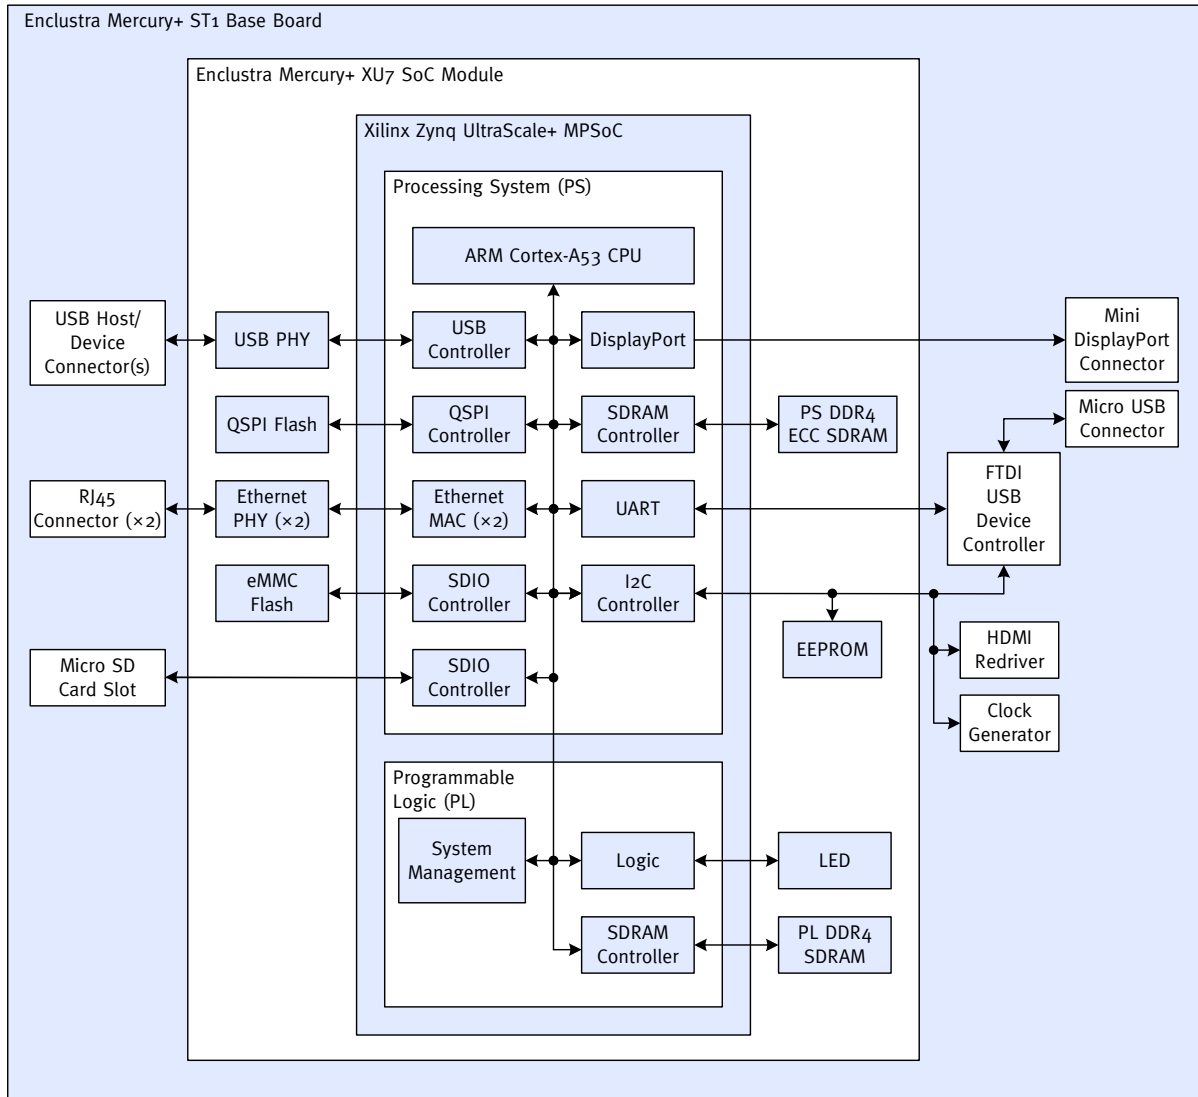 Enclustra Mercury+ ST1 Base Board
Enclustra Mercury+ XU7 SoC Module
Xilinx Zynq UltraScale+ MPSoC
Processing System (PS)
ARM Cortex-A53 CPU
USB Host/
Device
Connector(s)
USB PHY
USB
Controller
DisplayPort
Mini
DisplayPort
Connector
QSPI Flash
QSPI
Controller
SDRAM
Controller
PS DDR4
ECC SDRAM
Micro USB
Connector
RJ45
Connector (×2)
Ethernet
PHY (×2)
Ethernet
MAC (×2)
UART
FTDI
USB
Device
Controller
eMMC
Flash
SDIO
Controller
I2C
Controller
EEPROM
HDMI
Redriver
Micro SD
Card Slot
SDIO
Controller
Clock
Generator
Programmable
Logic (PL)
System
Management
Logic
LED
SDRAM
Controller
PL DDR4
SDRAM